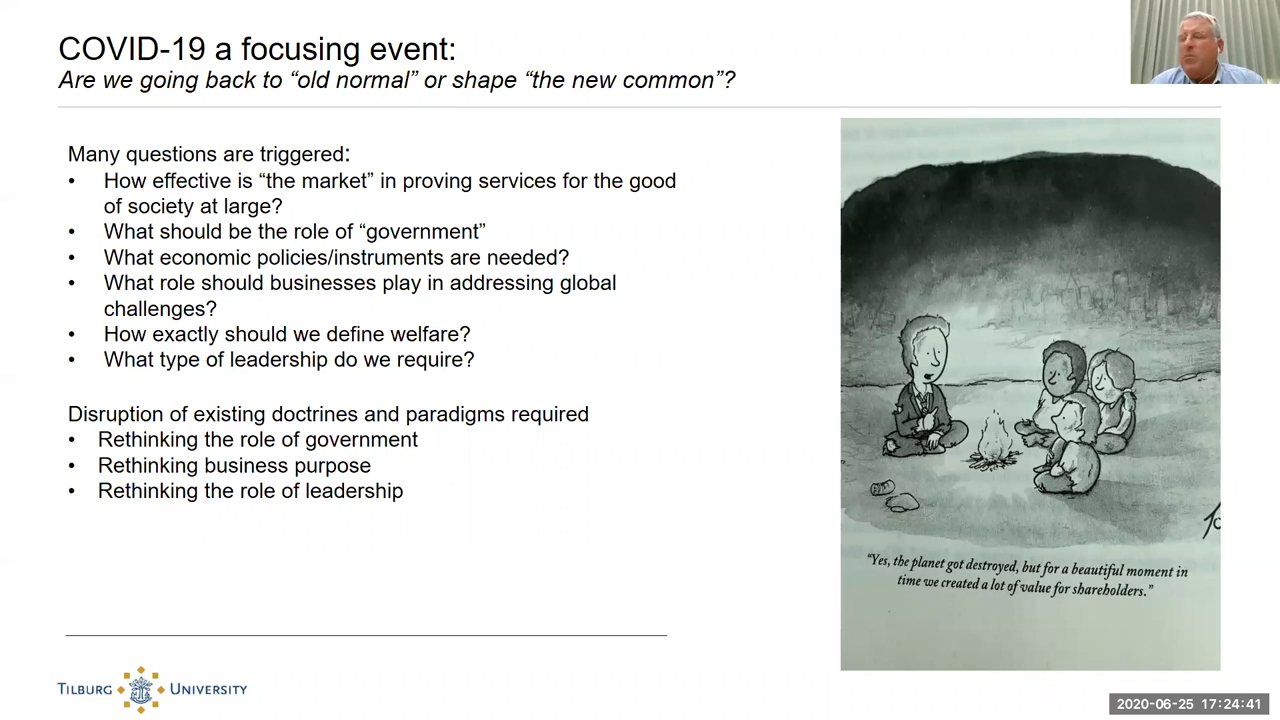 COVID-19 a focusing event:
Are we going back to “old normal” or shape “the new common”?
Many questions are triggered:
• How effective is “the market” in proving services for the good
of society at large?
• What should be the role of “government”
• What economic policies/instruments are needed?
• What role should businesses play in addressing global
challenges?
• How exactly should we define welfare?
• What type of leadership do we require?
Disruption of existing doctrines and paradigms required
• Rethinking the role of government
• Rethinking business purpose
• Rethinking the role of leadership
“Yes, the planet got destroyed, but for a beautiful moment in
time we created a lot of value for shareholders.”
TILBURG UNIVERSITY
2020-06-25 17:24:41